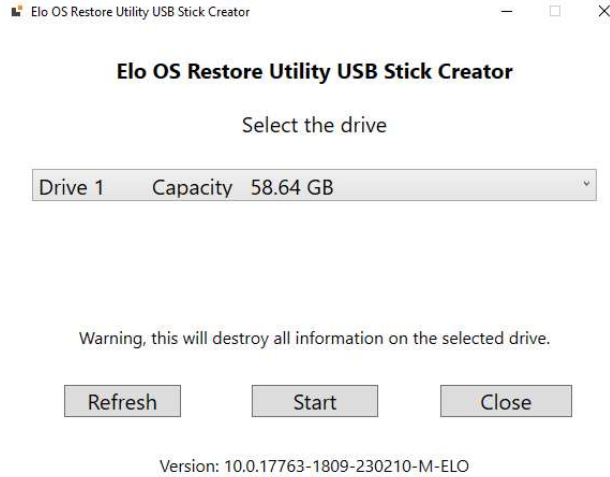 Elo OS Restore Utility USB Stick Creator
Elo OS Restore Utility USB Stick Creator
Select the drive
Drive 1 Capacity 58.64 GB
Warning, this will destroy all information on the selected drive.
Refresh Start Close
Version: 10.0.17763-1809-230210-M-ELO